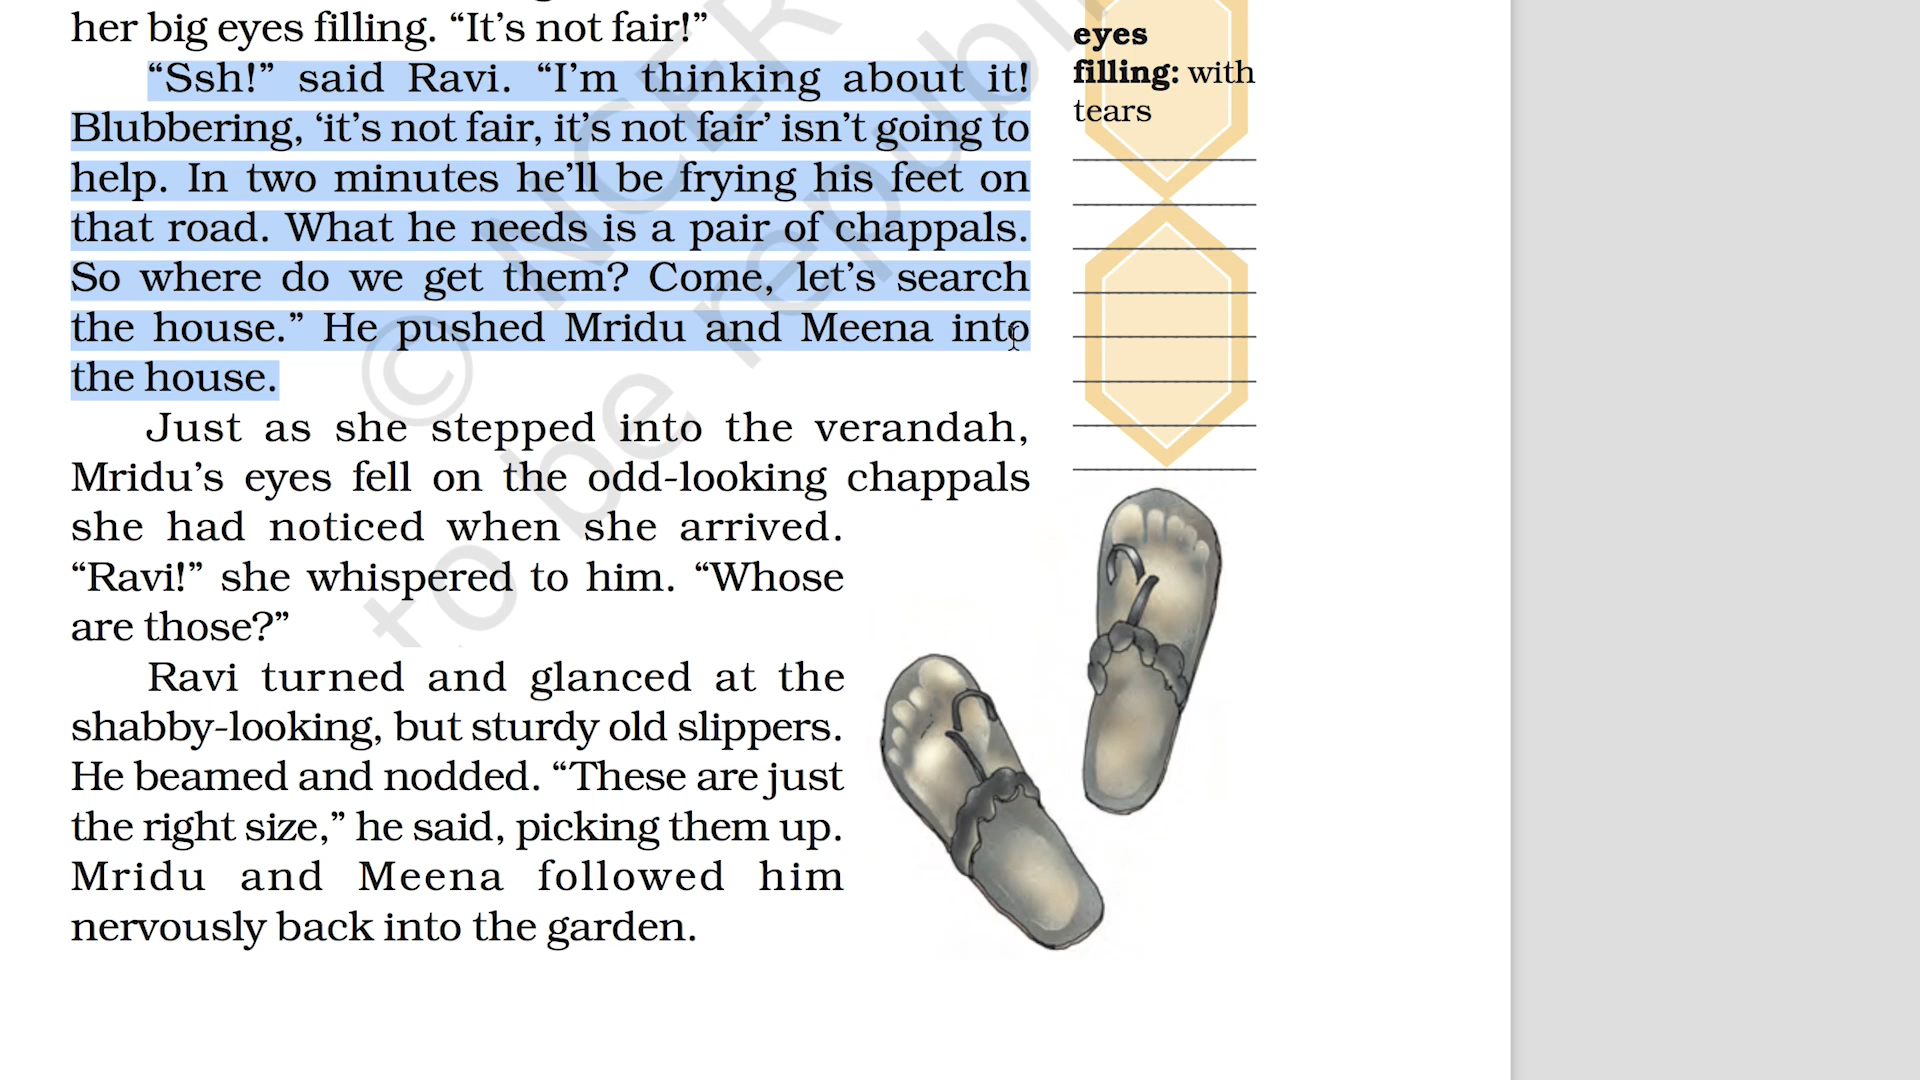 her big eyes filling. “It’s not fair!”
“Ssh!” said Ravi. “I’m thinking about it!
Blubbering, ‘it’s not fair, it’s not fair’ isn’t going to
help. In two minutes he’ll be frying his feet on
that road. What he needs is a pair of chappals.
So where do we get them? Come, let’s search
the house.” He pushed Mridu and Meena into
the house.
Just as she stepped into the verandah,
Mridu’s eyes fell on the odd-looking chappals
she had noticed when she arrived.
“Ravi!” she whispered to him. “Whose
are those?”
Ravi turned and glanced at the
shabby-looking, but sturdy old slippers.
He beamed and nodded. “These are just
the right size,” he said, picking them up.
Mridu and Meena followed him
nervously back into the garden.
eyes
filling: with
tears
© NCER
to be republi